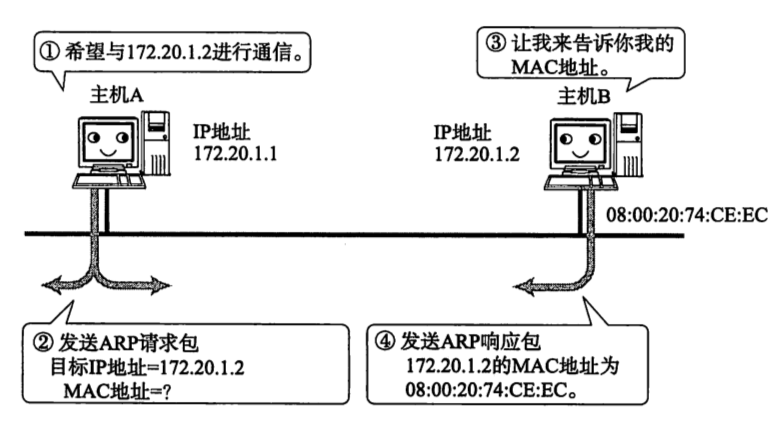 ① 希望与172.20.1.2进行通信。
③ 让我来告诉你我的
MAC地址。
主机A
主机B
IP地址
172.20.1.1
IP地址
172.20.1.2
08:00:20:74:CE:EC
② 发送ARP请求包
目标IP地址=172.20.1.2
MAC地址=?
④ 发送ARP响应包
172.20.1.2的MAC地址为
08:00:20:74:CE:EC。